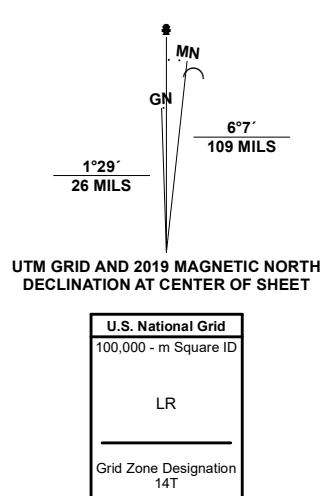 MN
GN
6°7´
109 MILS
1°29´
26 MILS
UTM GRID AND 2019 MAGNETIC NORTH
DECLINATION AT CENTER OF SHEET
U.S. National Grid
100,000 - m Square ID
LR
Grid Zone Designation
14T